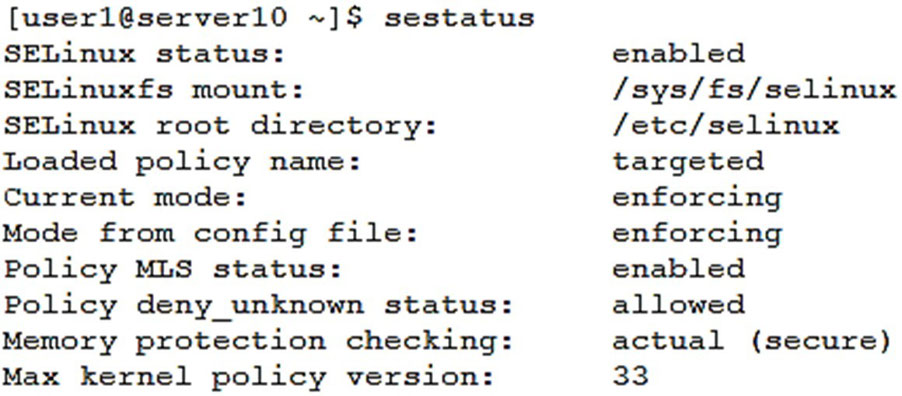 [user1@server10 ~]$ sestatus
SELinux status: enabled
SELinuxfs mount: /sys/fs/selinux
SELinux root directory: /etc/selinux
Loaded policy name: targeted
Current mode: enforcing
Mode from config file: enforcing
Policy MLS status: enabled
Policy deny_unknown status: allowed
Memory protection checking: actual (secure)
Max kernel policy version: 33